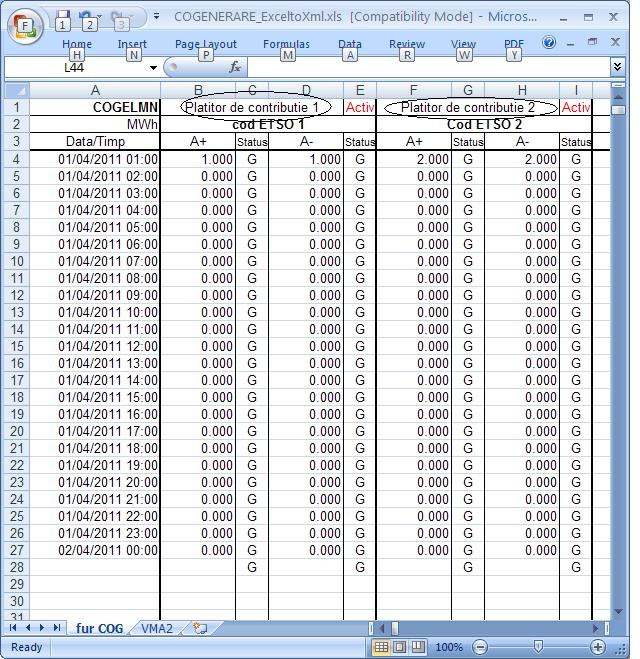 COGENERARE_ExceltoXml.xls [Compatibility Mode] - Micros...
F 1 2 3
Home Insert Page Layout Formulas Data Review View PDF
H N P M A R W Y
L44 fx
A B C D E F G H I
1 COGELMN Platitor de contributie 1 Activ Platitor de contributie 2 Activ
2 MWh cod ETSO 1 Cod ETSO 2
3 Data/Timp A+ Status A- Status A+ Status A- Status
4 01/04/2011 01:00 1.000 G 1.000 G 2.000 G 2.000 G
5 01/04/2011 02:00 0.000 G 0.000 G 0.000 G 0.000 G
6 01/04/2011 03:00 0.000 G 0.000 G 0.000 G 0.000 G
7 01/04/2011 04:00 0.000 G 0.000 G 0.000 G 0.000 G
8 01/04/2011 05:00 0.000 G 0.000 G 0.000 G 0.000 G
9 01/04/2011 06:00 0.000 G 0.000 G 0.000 G 0.000 G
10 01/04/2011 07:00 0.000 G 0.000 G 0.000 G 0.000 G
11 01/04/2011 08:00 0.000 G 0.000 G 0.000 G 0.000 G
12 01/04/2011 09:00 0.000 G 0.000 G 0.000 G 0.000 G
13 01/04/2011 10:00 0.000 G 0.000 G 0.000 G 0.000 G
14 01/04/2011 11:00 0.000 G 0.000 G 0.000 G 0.000 G
15 01/04/2011 12:00 0.000 G 0.000 G 0.000 G 0.000 G
16 01/04/2011 13:00 0.000 G 0.000 G 0.000 G 0.000 G
17 01/04/2011 14:00 0.000 G 0.000 G 0.000 G 0.000 G
18 01/04/2011 15:00 0.000 G 0.000 G 0.000 G 0.000 G
19 01/04/2011 16:00 0.000 G 0.000 G 0.000 G 0.000 G
20 01/04/2011 17:00 0.000 G 0.000 G 0.000 G 0.000 G
21 01/04/2011 18:00 0.000 G 0.000 G 0.000 G 0.000 G
22 01/04/2011 19:00 0.000 G 0.000 G 0.000 G 0.000 G
23 01/04/2011 20:00 0.000 G 0.000 G 0.000 G 0.000 G
24 01/04/2011 21:00 0.000 G 0.000 G 0.000 G 0.000 G
25 01/04/2011 22:00 0.000 G 0.000 G 0.000 G 0.000 G
26 01/04/2011 23:00 0.000 G 0.000 G 0.000 G 0.000 G
27 02/04/2011 00:00 0.000 G 0.000 G 0.000 G 0.000 G
28 G G G G
29
30
31
fur COG VMA2
Ready 100%